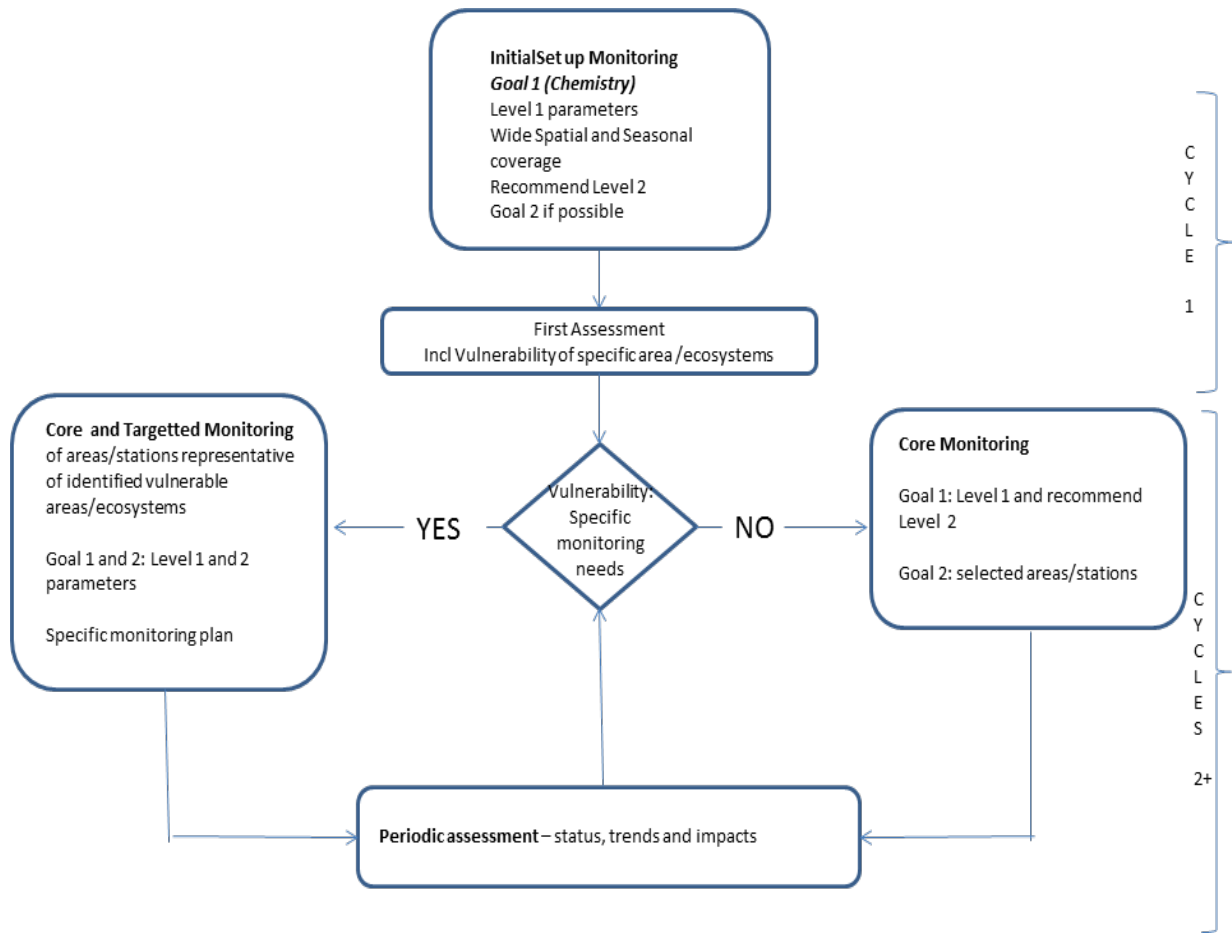 InitialSet up Monitoring
Goal 1 (Chemistry)
Level 1 parameters
Wide Spatial and Seasonal
coverage
Recommend Level 2
Goal 2 if possible
C
Y
C
L
E
1
First Assessment
Incl Vulnerability of specific area /ecosystems
Core and Targetted Monitoring
of areas/stations representative
of identified vulnerable
areas/ecosystems
Goal 1 and 2: Level 1 and 2
parameters
Specific monitoring plan
YES
Vulnerability:
Specific
monitoring
needs
NO
Core Monitoring
Goal 1: Level 1 and recommend
Level 2
Goal 2: selected areas/stations
C
Y
C
L
E
S
2+
Periodic assessment – status, trends and impacts